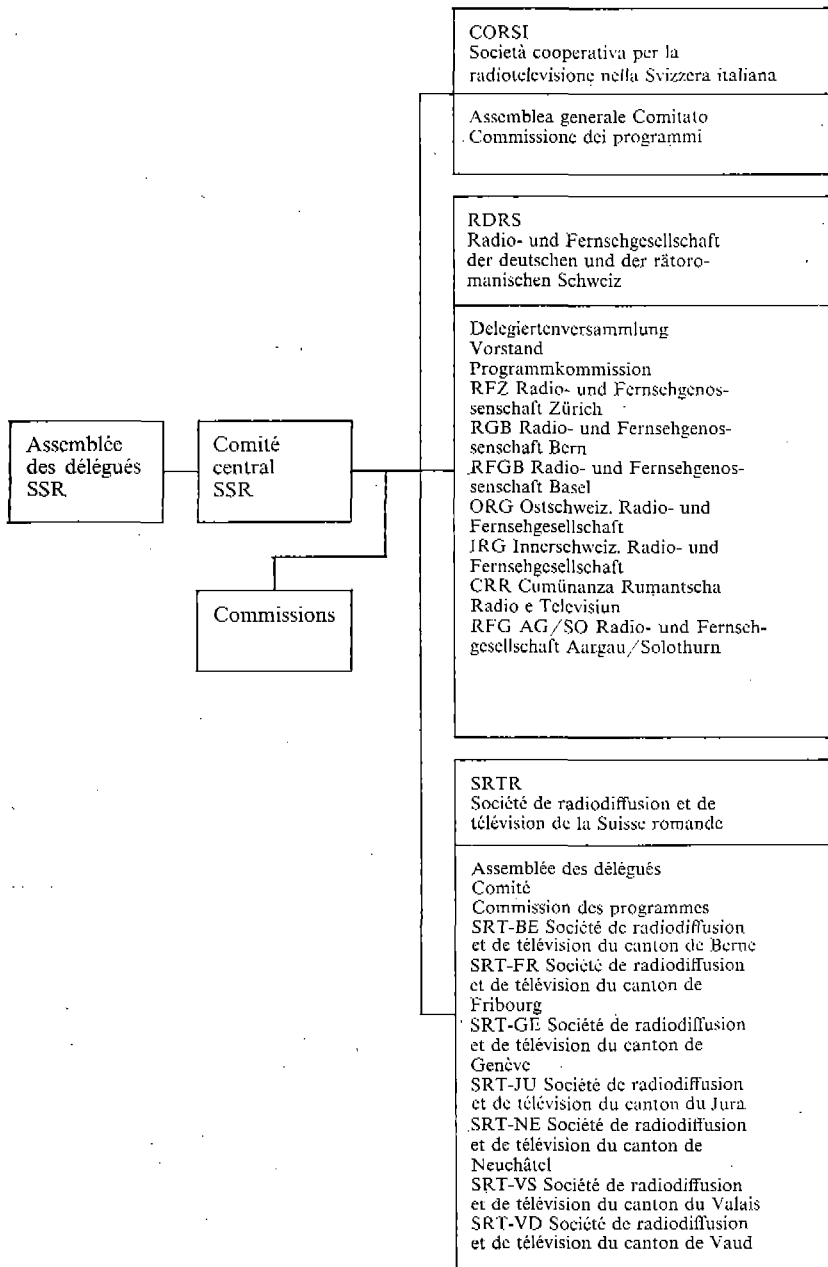 CORSI
Società cooperativa per la
radiotelevisione nella Svizzera italiana
Assemblea generale Comitato
Commissione dei programmi
RDRS
Radio- und Fernsehgesellschaft
der deutschen und der rätoro-
manischen Schweiz
Delegiertenversammlung
Vorstand
Programmkommission
RFZ Radio- und Fernsehgenos-
senschaft Zürich
RGB Radio- und Fernsehgenos-
senschaft Bern
RFGB Radio- und Fernsehgenos-
senschaft Basel
ORG Ostschweiz. Radio- und
Fernsehgesellschaft
IRG Innerschweiz. Radio- und
Fernsehgesellschaft
CRR Cumünanza Rumantscha
Radio e Televisiun
RFG AG/SO Radio- und Fernseh-
gesellschaft Aargau/Solothurn
Assemblée
des délégués
SSR
Comité
central
SSR
Commissions
SRTR
Société de radiodiffusion et de
télévision de la Suisse romande
Assemblée des délégués
Comité
Commission des programmes
SRT-BE Société de radiodiffusion
et de télévision du canton de Berne
SRT-FR Société de radiodiffusion
et de télévision du canton de
Fribourg
SRT-GE Société de radiodiffusion
et de télévision du canton de
Genève
SRT-JU Société de radiodiffusion
et de télévision du canton du Jura
SRT-NE Société de radiodiffusion
et de télévision du canton de
Neuchâtel
SRT-VS Société de radiodiffusion
et de télévision du canton du Valais
SRT-VD Société de radiodiffusion
et de télévision du canton de Vaud